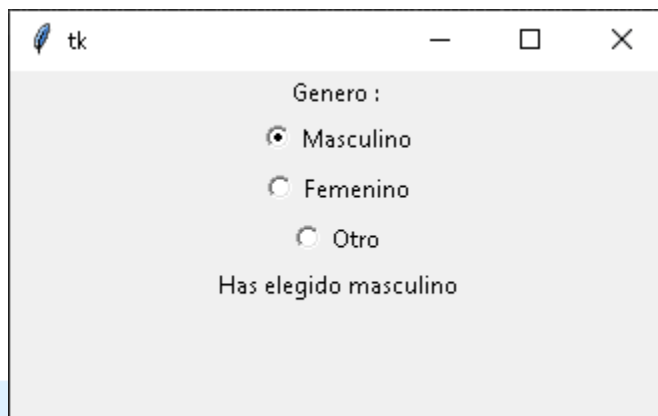 tk
Genero :
Masculino
Femenino
Otro
Has elegido masculino